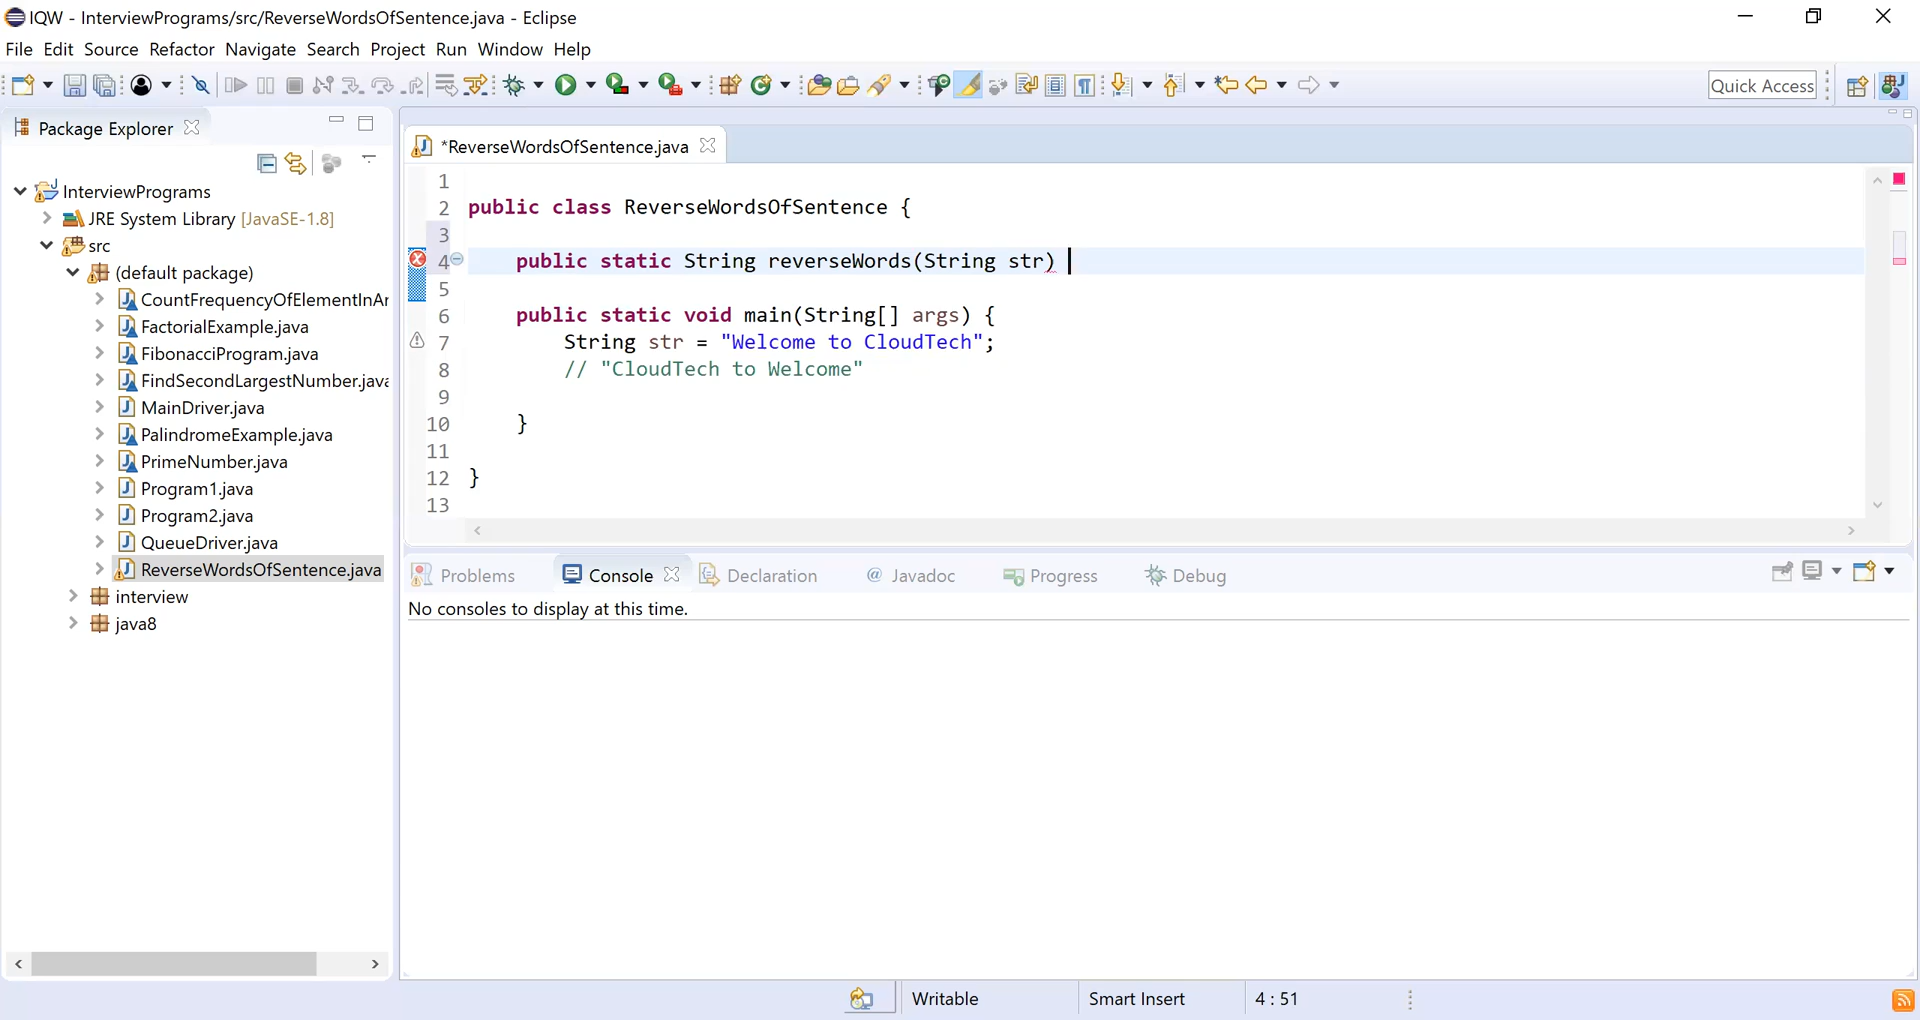 IQW - InterviewPrograms/src/ReverseWordsOfSentence.java - Eclipse
File Edit Source Refactor Navigate Search Project Run Window Help
Quick Access
Package Explorer
*ReverseWordsOfSentence.java
InterviewPrograms
JRE System Library [JavaSE-1.8]
src
(default package)
CountFrequencyOfElementInAr
FactorialExample.java
FibonacciProgram.java
FindSecondLargestNumber.java
MainDriver.java
PalindromeExample.java
PrimeNumber.java
Program1.java
Program2.java
QueueDriver.java
ReverseWordsOfSentence.java
interview
java8
1
2 public class ReverseWordsOfSentence {
3
4 public static String reverseWords(String str)
5
6 public static void main(String[] args) {
7 String str = "Welcome to CloudTech";
8 // "CloudTech to Welcome"
9
10 }
11
12 }
13
Problems Console Declaration @ Javadoc Progress Debug
No consoles to display at this time.
Writable Smart Insert 4 : 51